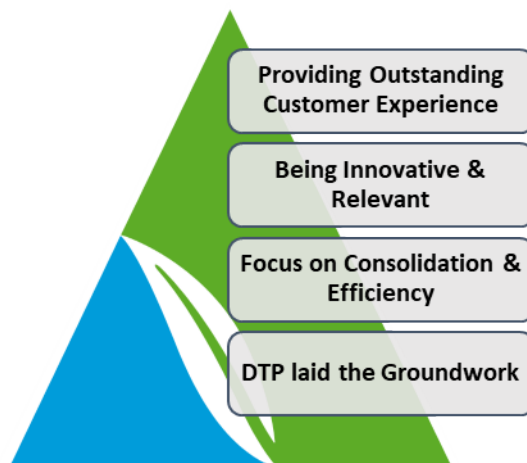 Providing Outstanding
Customer Experience
Being Innovative &
Relevant
Focus on Consolidation &
Efficiency
DTP laid the Groundwork